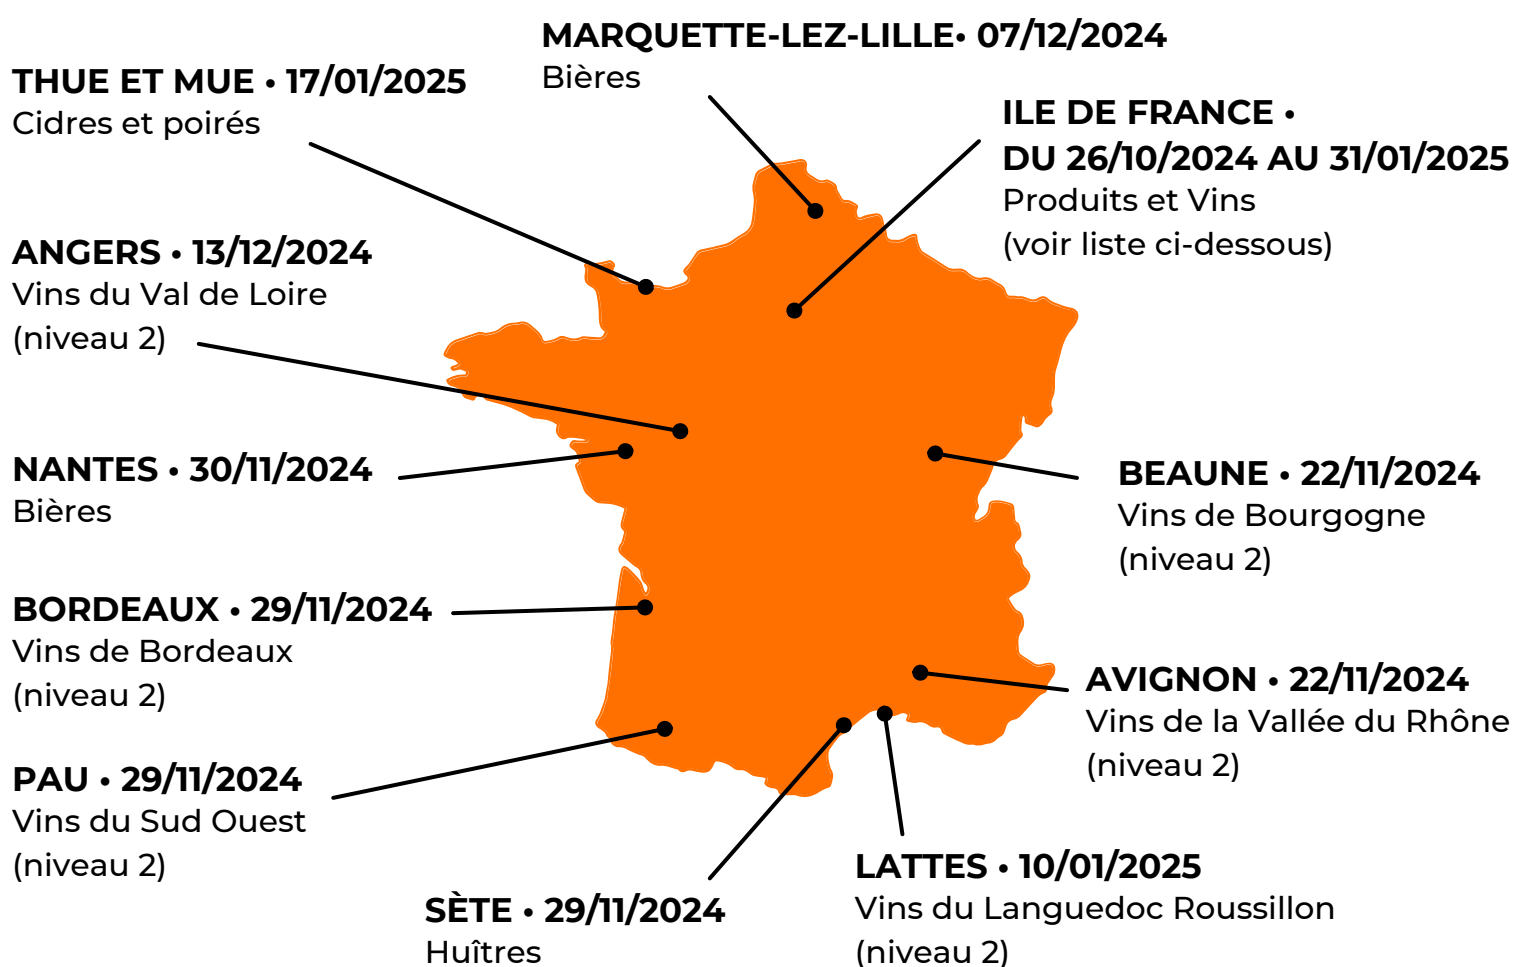 MARQUETTE-LEZ-LILLE• 07/12/2024
Bières
THUE ET MUE • 17/01/2025
Cidres et poirés
ILE DE FRANCE •
DU 26/10/2024 AU 31/01/2025
Produits et Vins
(voir liste ci-dessous)
ANGERS • 13/12/2024
Vins du Val de Loire
(niveau 2)
NANTES • 30/11/2024
Bières
BEAUNE • 22/11/2024
Vins de Bourgogne
(niveau 2)
BORDEAUX • 29/11/2024
Vins de Bordeaux
(niveau 2)
AVIGNON • 22/11/2024
Vins de la Vallée du Rhône
(niveau 2)
PAU • 29/11/2024
Vins du Sud Ouest
(niveau 2)
SÈTE • 29/11/2024
Huîtres
LATTES • 10/01/2025
Vins du Languedoc Roussillon
(niveau 2)